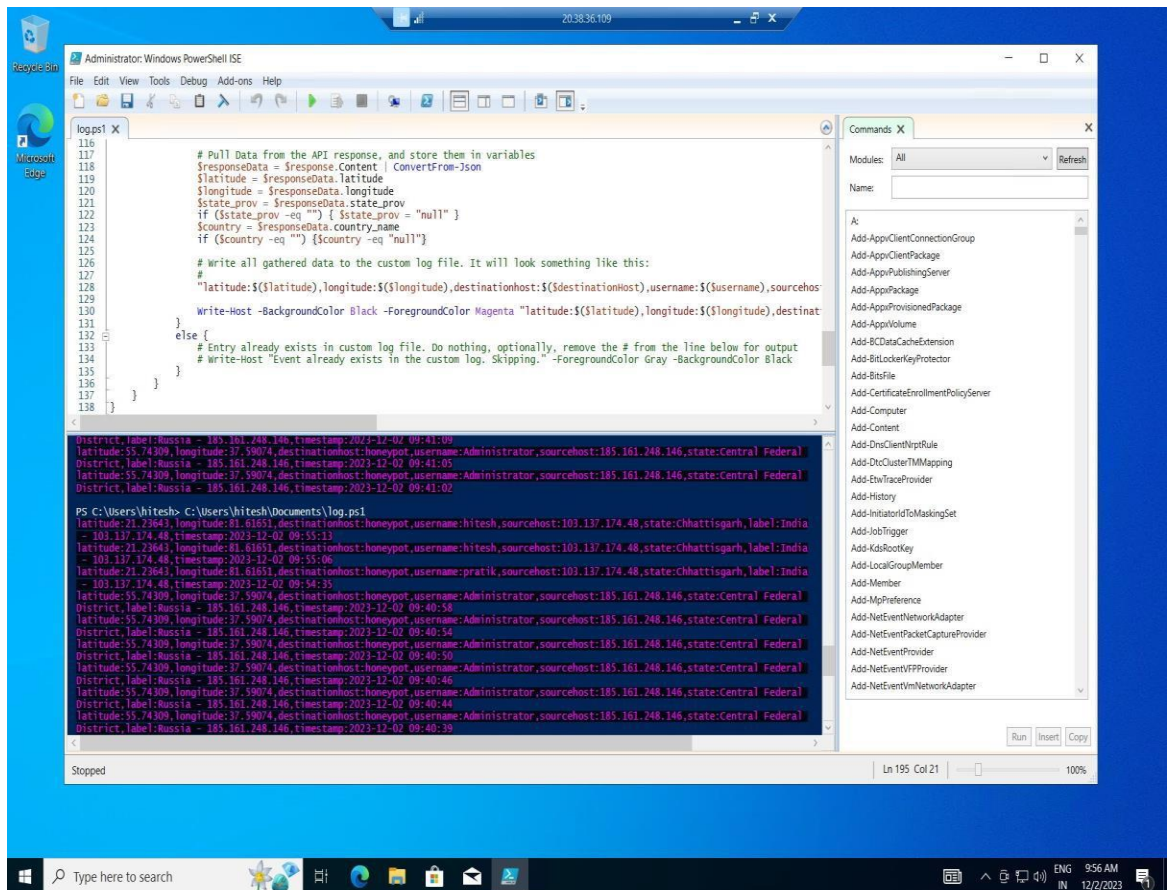 20.38.36.109
Recycle Bin
Microsoft
Edge
Administrator: Windows PowerShell ISE
File Edit View Tools Debug Add-ons Help
log.ps1 X
116
117 # Pull Data from the API response, and store them in variables
118 $responseData = $response.Content | ConvertFrom-Json
119 $latitude = $responseData.latitude
120 $longitude = $responseData.longitude
121 $state_prov = $responseData.state_prov
122 if ($state_prov -eq "") { $state_prov = "null" }
123 $country = $responseData.country_name
124 if ($country -eq "") {$country -eq "null"}
125
126 # Write all gathered data to the custom log file. It will look something like this:
127 #
128 "latitude:$($latitude),longitude:$($longitude),destinationhost:$($destinationHost),username:$($username),sourcehos
129
130 Write-Host -BackgroundColor Black -ForegroundColor Magenta "latitude:$($latitude),longitude:$($longitude),destinat
131 }
132 else {
133 # Entry already exists in custom log file. Do nothing, optionally, remove the # from the line below for output
134 # Write-Host "Event already exists in the custom log. Skipping." -ForegroundColor Gray -BackgroundColor Black
135 }
136 }
137 }
138 }
District,label:Russia - 185.161.248.146,timestamp:2023-12-02 09:41:09
latitude:55.74309,longitude:37.59074,destinationhost:honeypot,username:Administrator,sourcehost:185.161.248.146,state:Central Federal
District,label:Russia - 185.161.248.146,timestamp:2023-12-02 09:41:05
latitude:55.74309,longitude:37.59074,destinationhost:honeypot,username:Administrator,sourcehost:185.161.248.146,state:Central Federal
District,label:Russia - 185.161.248.146,timestamp:2023-12-02 09:41:02
PS C:\Users\hitesh> C:\Users\hitesh\Documents\log.ps1
latitude:21.23643,longitude:81.61651,destinationhost:honeypot,username:hitesh,sourcehost:103.137.174.48,state:Chhattisgarh,label:India
- 103.137.174.48,timestamp:2023-12-02 09:55:13
latitude:21.23643,longitude:81.61651,destinationhost:honeypot,username:hitesh,sourcehost:103.137.174.48,state:Chhattisgarh,label:India
- 103.137.174.48,timestamp:2023-12-02 09:55:06
latitude:21.23643,longitude:81.61651,destinationhost:honeypot,username:pratik,sourcehost:103.137.174.48,state:Chhattisgarh,label:India
- 103.137.174.48,timestamp:2023-12-02 09:54:35
latitude:55.74309,longitude:37.59074,destinationhost:honeypot,username:Administrator,sourcehost:185.161.248.146,state:Central Federal
District,label:Russia - 185.161.248.146,timestamp:2023-12-02 09:40:58
latitude:55.74309,longitude:37.59074,destinationhost:honeypot,username:Administrator,sourcehost:185.161.248.146,state:Central Federal
District,label:Russia - 185.161.248.146,timestamp:2023-12-02 09:40:54
latitude:55.74309,longitude:37.59074,destinationhost:honeypot,username:Administrator,sourcehost:185.161.248.146,state:Central Federal
District,label:Russia - 185.161.248.146,timestamp:2023-12-02 09:40:50
latitude:55.74309,longitude:37.59074,destinationhost:honeypot,username:Administrator,sourcehost:185.161.248.146,state:Central Federal
District,label:Russia - 185.161.248.146,timestamp:2023-12-02 09:40:46
latitude:55.74309,longitude:37.59074,destinationhost:honeypot,username:Administrator,sourcehost:185.161.248.146,state:Central Federal
District,label:Russia - 185.161.248.146,timestamp:2023-12-02 09:40:44
latitude:55.74309,longitude:37.59074,destinationhost:honeypot,username:Administrator,sourcehost:185.161.248.146,state:Central Federal
District,label:Russia - 185.161.248.146,timestamp:2023-12-02 09:40:39
Commands X
Modules: All Refresh
Name:
A:
Add-AppvClientConnectionGroup
Add-AppvClientPackage
Add-AppvPublishingServer
Add-AppxPackage
Add-AppxProvisionedPackage
Add-AppxVolume
Add-BCDataCacheExtension
Add-BitLockerKeyProtector
Add-BitsFile
Add-CertificateEnrollmentPolicyServer
Add-Computer
Add-Content
Add-DnsClientNrptRule
Add-DtcClusterTMMapping
Add-EtwTraceProvider
Add-History
Add-InitiatorIdToMaskingSet
Add-JobTrigger
Add-KdsRootKey
Add-LocalGroupMember
Add-Member
Add-MpPreference
Add-NetEventNetworkAdapter
Add-NetEventPacketCaptureProvider
Add-NetEventProvider
Add-NetEventVFPProvider
Add-NetEventVmNetworkAdapter
Run Insert Copy
Stopped
Ln 195 Col 21
100%
Type here to search
ENG
IN
9:56 AM
12/2/2023
1